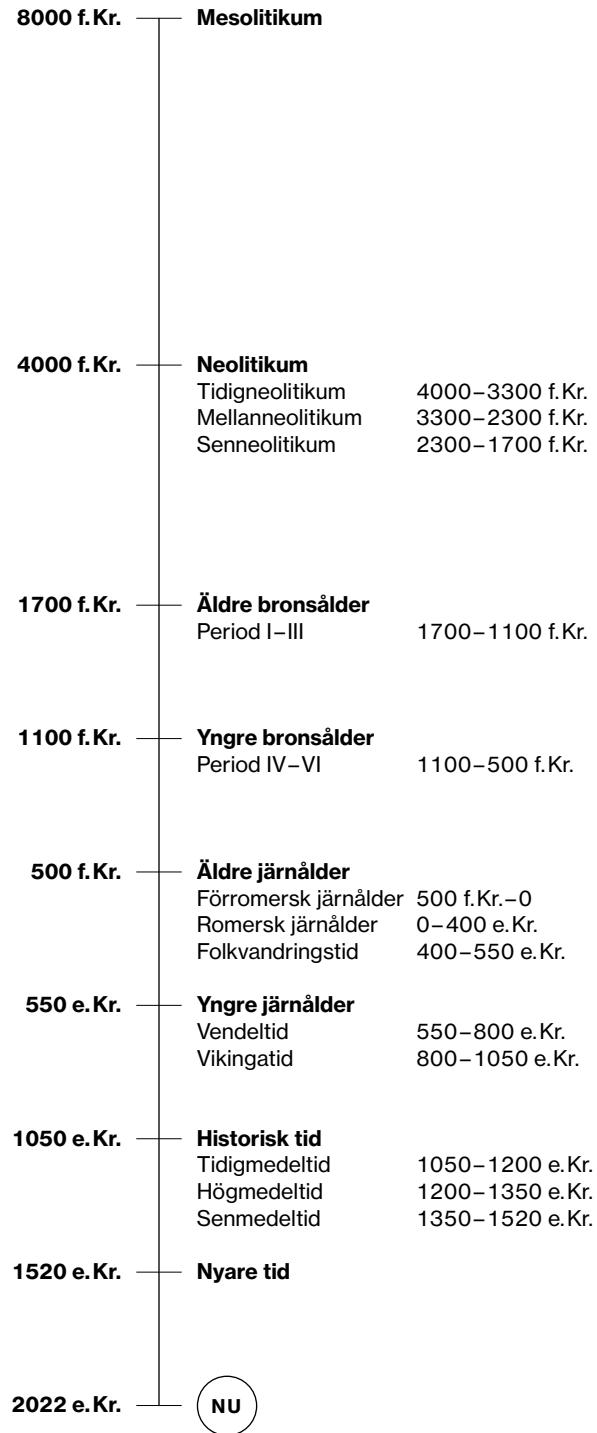 8000 f.Kr. Mesolitikum
4000 f.Kr. Neolitikum
Tidigneolitikum 4000–3300 f.Kr.
Mellanneolitikum 3300–2300 f.Kr.
Senneolitikum 2300–1700 f.Kr.
1700 f.Kr. Äldre bronsålder
Period I–III 1700–1100 f.Kr.
1100 f.Kr. Yngre bronsålder
Period IV–VI 1100–500 f.Kr.
500 f.Kr. Äldre järnålder
Förromersk järnålder 500 f.Kr.–0
Romersk järnålder 0–400 e.Kr.
Folkvandringstid 400–550 e.Kr.
550 e.Kr. Yngre järnålder
Vendeltid 550–800 e.Kr.
Vikingatid 800–1050 e.Kr.
1050 e.Kr. Historisk tid
Tidigmedeltid 1050–1200 e.Kr.
Högmedeltid 1200–1350 e.Kr.
Senmedeltid 1350–1520 e.Kr.
1520 e.Kr. Nyare tid
2022 e.Kr. NU